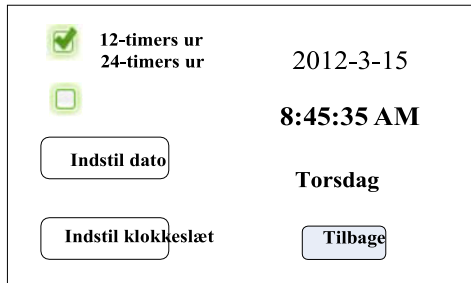 12-timers ur
24-timers ur
2012-3-15
8:45:35 AM
Indstil dato
Torsdag
Indstil klokkeslæt
Tilbage